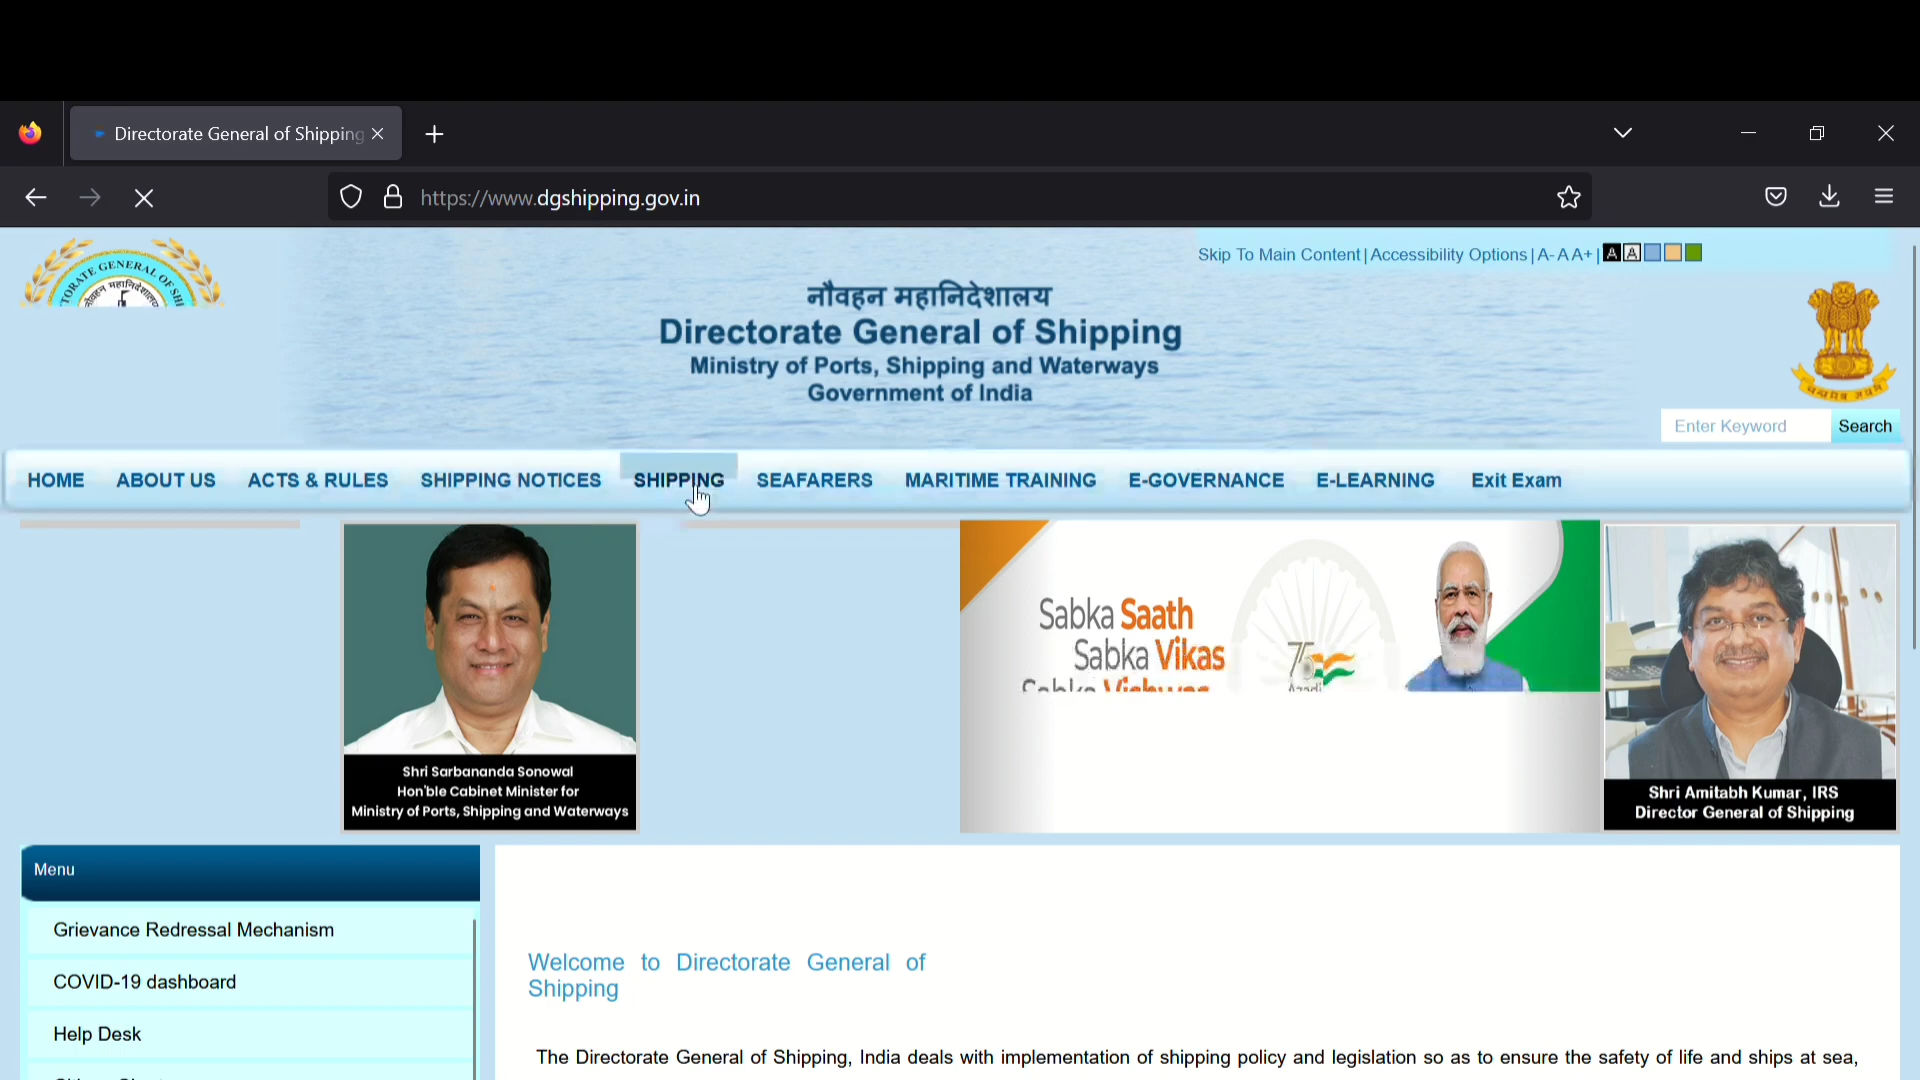 Directorate General of Shipping
https://www.dgshipping.gov.in
Skip To Main Content | Accessibility Options | A- A A+ | A A
नौवहन महानिदेशालय
Directorate General of Shipping
Ministry of Ports, Shipping and Waterways
Government of India
Enter Keyword Search
HOME ABOUT US ACTS & RULES SHIPPING NOTICES SHIPPING SEAFARERS MARITIME TRAINING E-GOVERNANCE E-LEARNING Exit Exam
Sabka Saath
Sabka Vikas
75
Shri Sarbananda Sonowal
Hon'ble Cabinet Minister for
Ministry of Ports, Shipping and Waterways
Shri Amitabh Kumar, IRS
Director General of Shipping
Menu
Grievance Redressal Mechanism
COVID-19 dashboard
Help Desk
Welcome to Directorate General of
Shipping
The Directorate General of Shipping, India deals with implementation of shipping policy and legislation so as to ensure the safety of life and ships at sea,